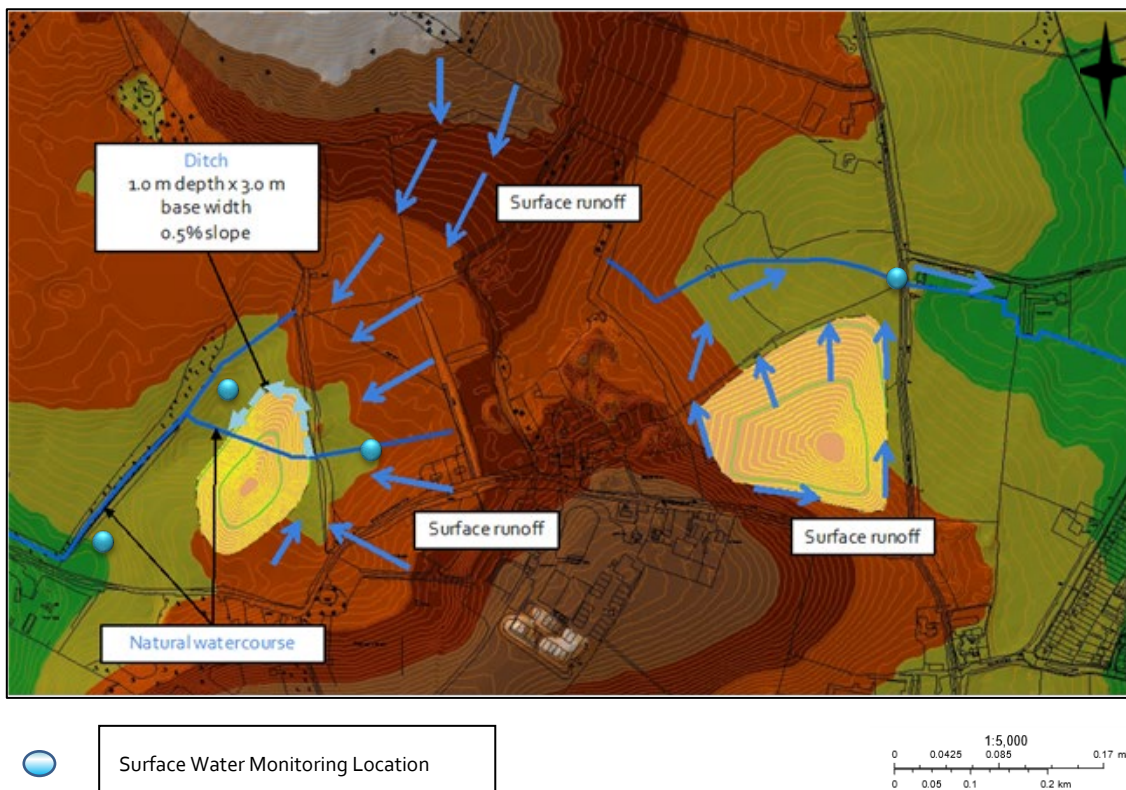 Ditch
1.0 m depth x 3.0 m
base width
0.5% slope
Surface runoff
Surface runoff
Surface runoff
Natural watercourse
Surface Water Monitoring Location
1:5,000
0 0.0425 0.085 0.17 m
0 0.05 0.1 0.2 km